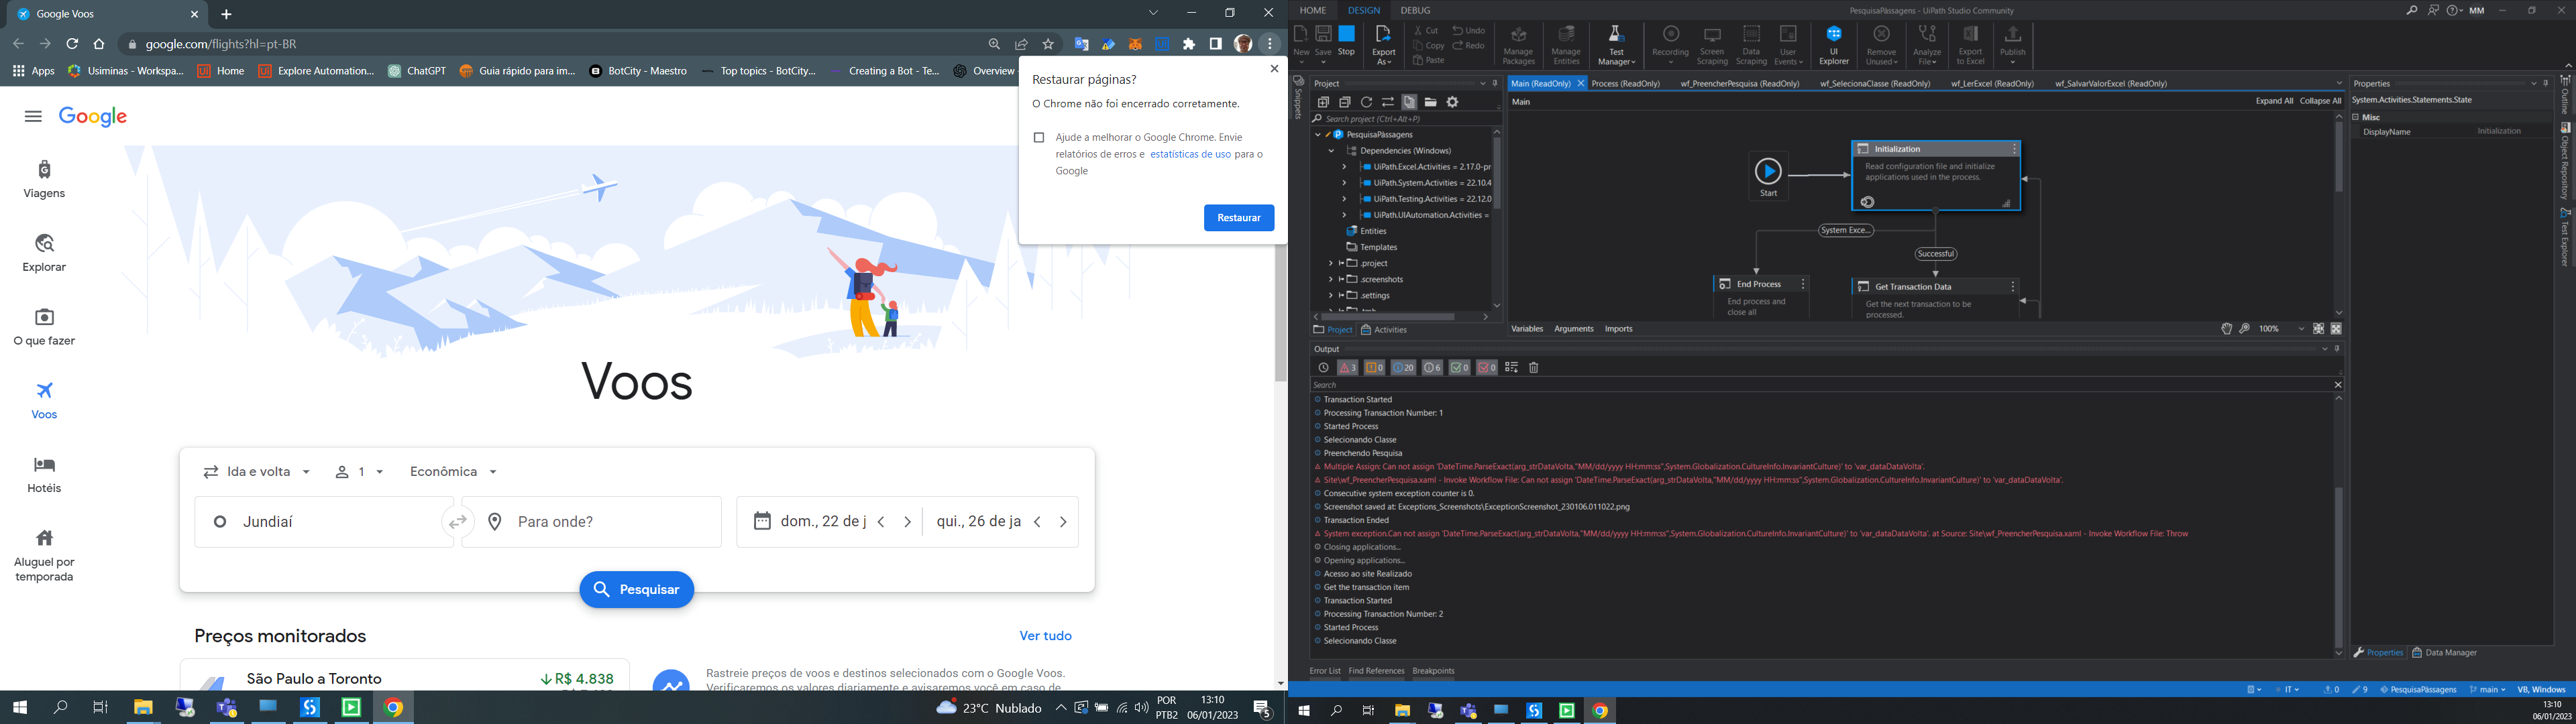 Google Voos
google.com/flights?hl=pt-BR
Apps
Usiminas - Workspa...
Home
Explore Automation...
ChatGPT
Guia rápido para im...
BotCity - Maestro
Top topics - BotCity...
Creating a Bot - Te...
Overview
Restaurar páginas?
O Chrome não foi encerrado corretamente.
Ajude a melhorar o Google Chrome. Envie
relatórios de erros e estatísticas de uso para o
Google
Restaurar
Google
Viagens
Explorar
O que fazer
Voos
Hotéis
Aluguel por
temporada
Voos
Ida e volta
1
Econômica
Jundiaí
Para onde?
dom., 22 de j
qui., 26 de ja
Pesquisar
Preços monitorados
Ver tudo
São Paulo a Toronto
R$ 4.838
Rastreie preços de voos e destinos selecionados com o Google Voos.
Verificaremos os valores diariamente e avisaremos você em caso de
23°C Nublado
POR
PTB2
13:10
06/01/2023
5
HOME
DESIGN
DEBUG
PesquisaPàssagens - UiPath Studio Community
MM
New
Save
Stop
Export
As
Cut
Copy
Paste
Undo
Redo
Manage
Packages
Manage
Entities
Test
Manager
Recording
Screen
Scraping
Data
Scraping
User
Events
UI
Explorer
Remove
Unused
Analyze
File
Export
to Excel
Publish
Snippets
Project
Search project (Ctrl+Alt+P)
PesquisaPàssagens
Dependencies (Windows)
UiPath.Excel.Activities = 2.17.0-pr
UiPath.System.Activities = 22.10.4
UiPath.Testing.Activities = 22.12.0
UiPath.UIAutomation.Activities =
Entities
Templates
.project
.screenshots
.settings
Project
Activities
Main (ReadOnly)
Process (ReadOnly)
wf_PreencherPesquisa (ReadOnly)
wf_SelecionaClasse (ReadOnly)
wf_LerExcel (ReadOnly)
wf_SalvarValorExcel (ReadOnly)
Main
Expand All
Collapse All
Start
Initialization
Read configuration file and initialize
applications used in the process.
System Exce...
Successful
End Process
End process and
close all
Get Transaction Data
Get the next transaction to be
processed.
Variables
Arguments
Imports
100%
Properties
System.Activities.Statements.State
Misc
DisplayName
Initialization
Outline
Object Repository
Test Explorer
Output
3
0
20
6
0
0
Search
Transaction Started
Processing Transaction Number: 1
Started Process
Selecionando Classe
Preenchendo Pesquisa
Multiple Assign: Can not assign 'DateTime.ParseExact(arg_strDataVolta,"MM/dd/yyyy HH:mm:ss",System.Globalization.CultureInfo.InvariantCulture)' to 'var_dataDataVolta'.
Site\wf_PreencherPesquisa.xaml - Invoke Workflow File: Can not assign 'DateTime.ParseExact(arg_strDataVolta,"MM/dd/yyyy HH:mm:ss",System.Globalization.CultureInfo.InvariantCulture)' to 'var_dataDataVolta'.
Consecutive system exception counter is 0.
Screenshot saved at: Exceptions_Screenshots\ExceptionScreenshot_230106.011022.png
Transaction Ended
System exception.Can not assign 'DateTime.ParseExact(arg_strDataVolta,"MM/dd/yyyy HH:mm:ss",System.Globalization.CultureInfo.InvariantCulture)' to 'var_dataDataVolta'. at Source: Site\wf_PreencherPesquisa.xaml - Invoke Workflow File: Throw
Closing applications...
Opening applications...
Acesso ao site Realizado
Get the transaction item
Transaction Started
Processing Transaction Number: 2
Started Process
Selecionando Classe
Error List
Find References
Breakpoints
Properties
Data Manager
IT
0
9
PesquisaPàssagens
main
VB, Windows
13:10
06/01/2023